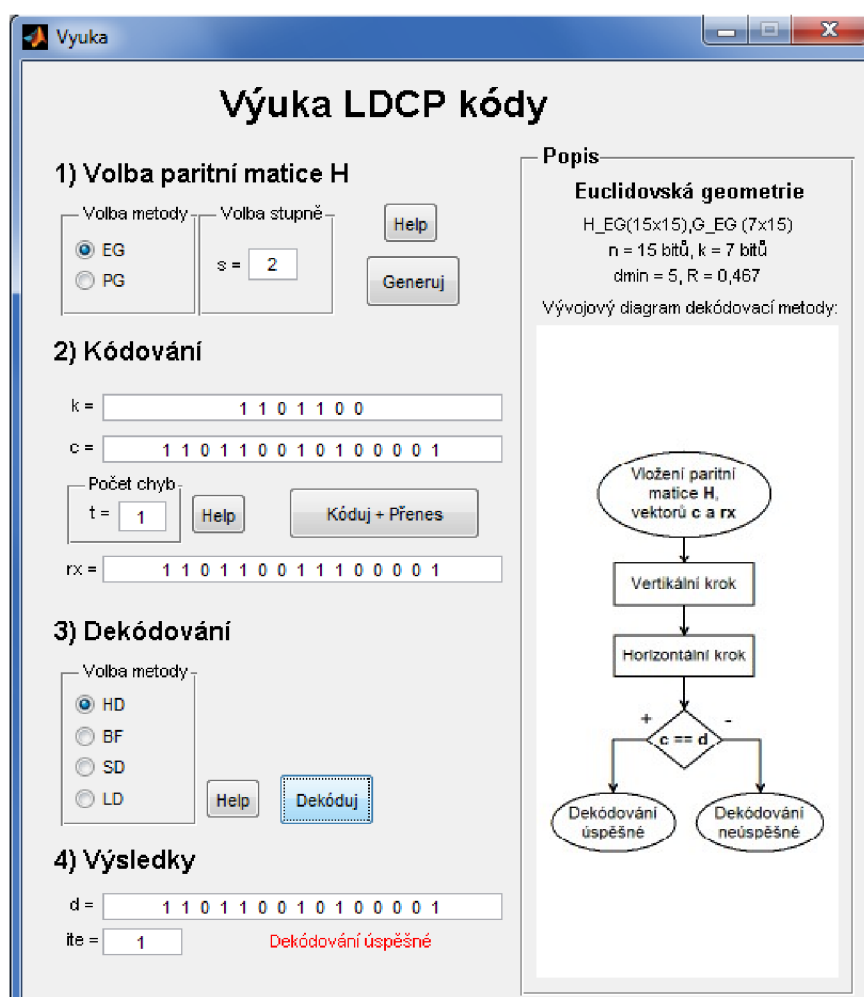 Vyuka
Výuka LDCP kódy
1) Volba paritní matice H
Volba metody
EG
PG
Volba stupně
s = 2
Help
Generuj
2) Kódování
k = 1 1 0 1 1 0 0
c = 1 1 0 1 1 0 0 1 0 1 0 0 0 0 1
Počet chyb
t = 1
Help
Kóduj + Přenes
rx = 1 1 0 1 1 0 0 1 1 1 0 0 0 0 1
3) Dekódování
Volba metody
HD
BF
SD
LD
Help
Dekóduj
4) Výsledky
d = 1 1 0 1 1 0 0 1 0 1 0 0 0 0 1
ite = 1
Dekódování úspěšné
Popis
Euclidovská geometrie
H_EG(15x15),G_EG (7x15)
n = 15 bitů, k = 7 bitů
dmin = 5, R = 0,467
Vývojový diagram dekódovací metody:
Vložení paritní
matice H,
vektorů c a rx
Vertikální krok
Horizontální krok
+ -
c == d
Dekódování
úspěšné
Dekódování
neúspěšné